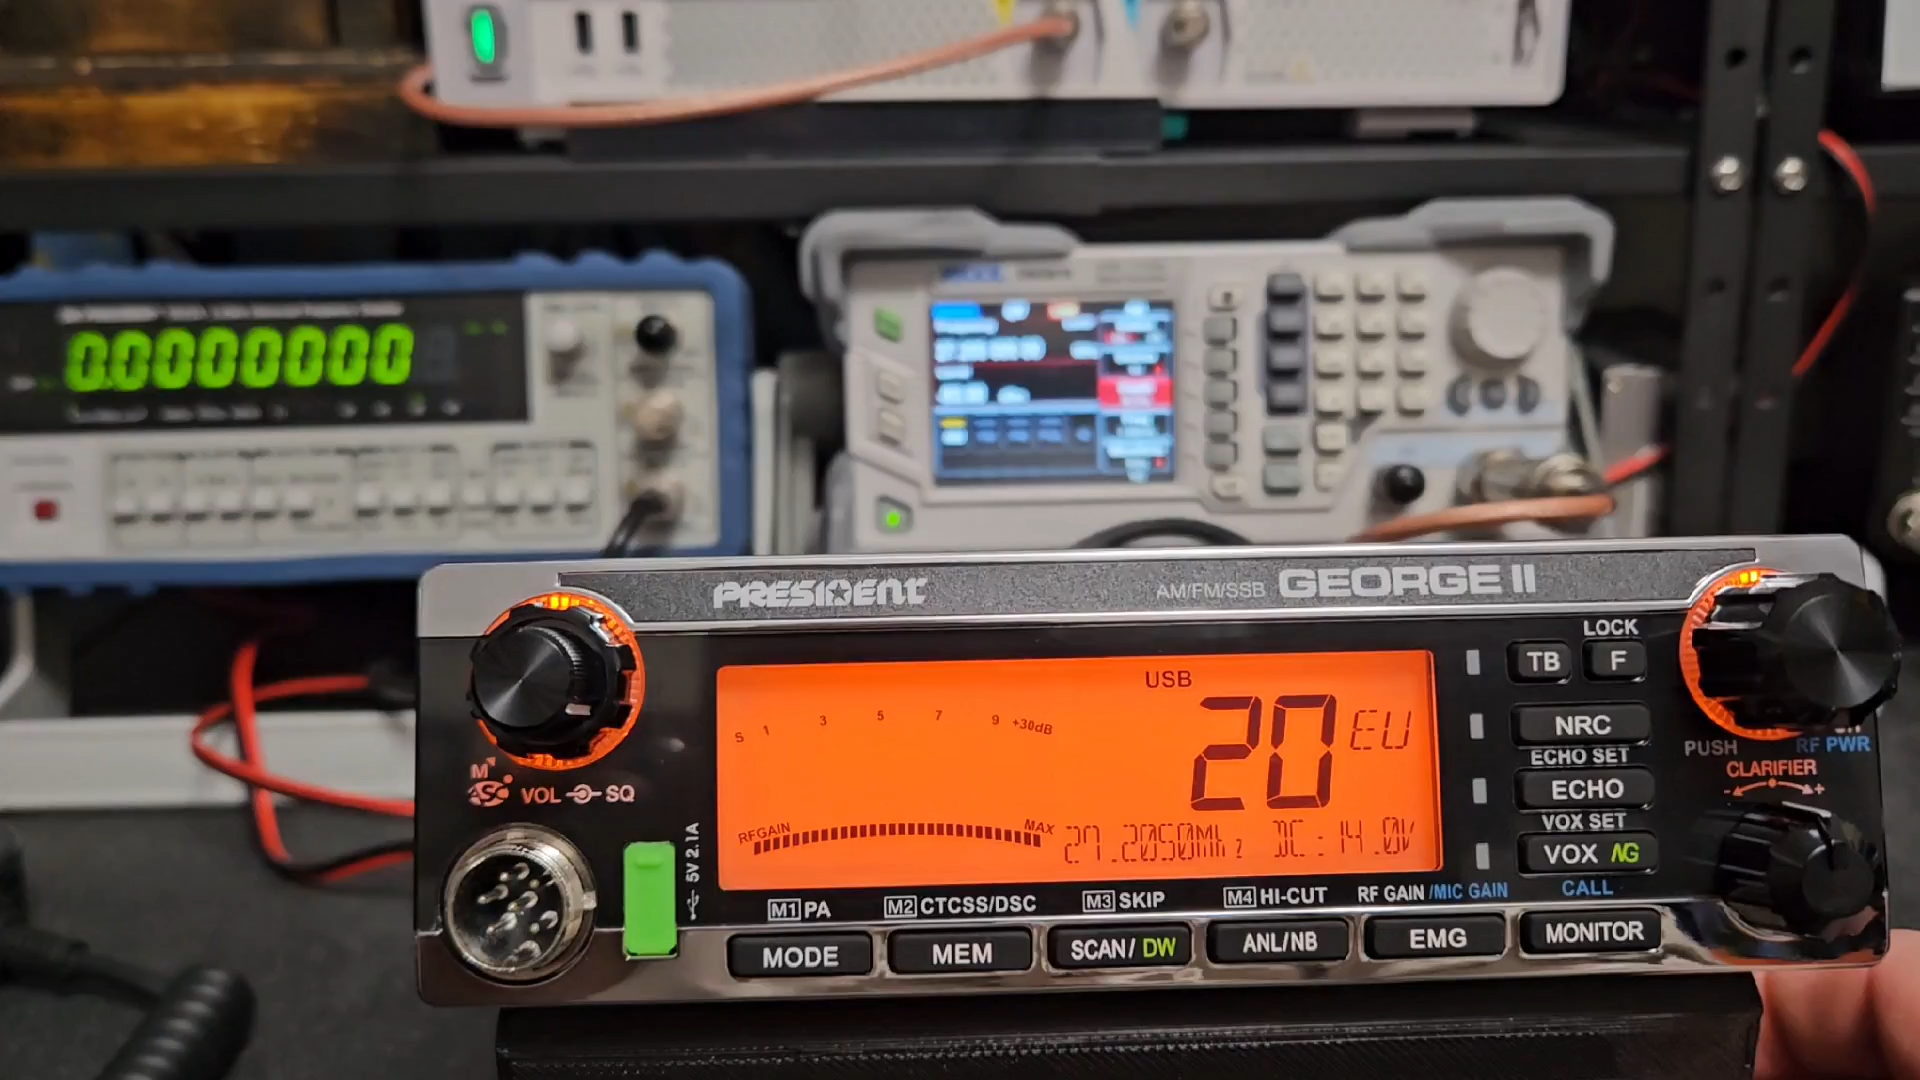 0.0000000
PRESIDENT
AM/FM/SSB GEORGE II
LOCK
TB F
USB
20 EU
S 1 3 5 7 9 +30dB
NRC
PUSH RF PWR
ECHO SET
CLARIFIER
- +
ECHO
M
ASC VOL SQ
VOX SET
5V 2.1A
RFGAIN MAX
27.2050MHz DC:14.0V
VOX NG
M1 PA M2 CTCSS/DSC M3 SKIP M4 HI-CUT RF GAIN/MIC GAIN CALL
MODE MEM SCAN/DW ANL/NB EMG MONITOR